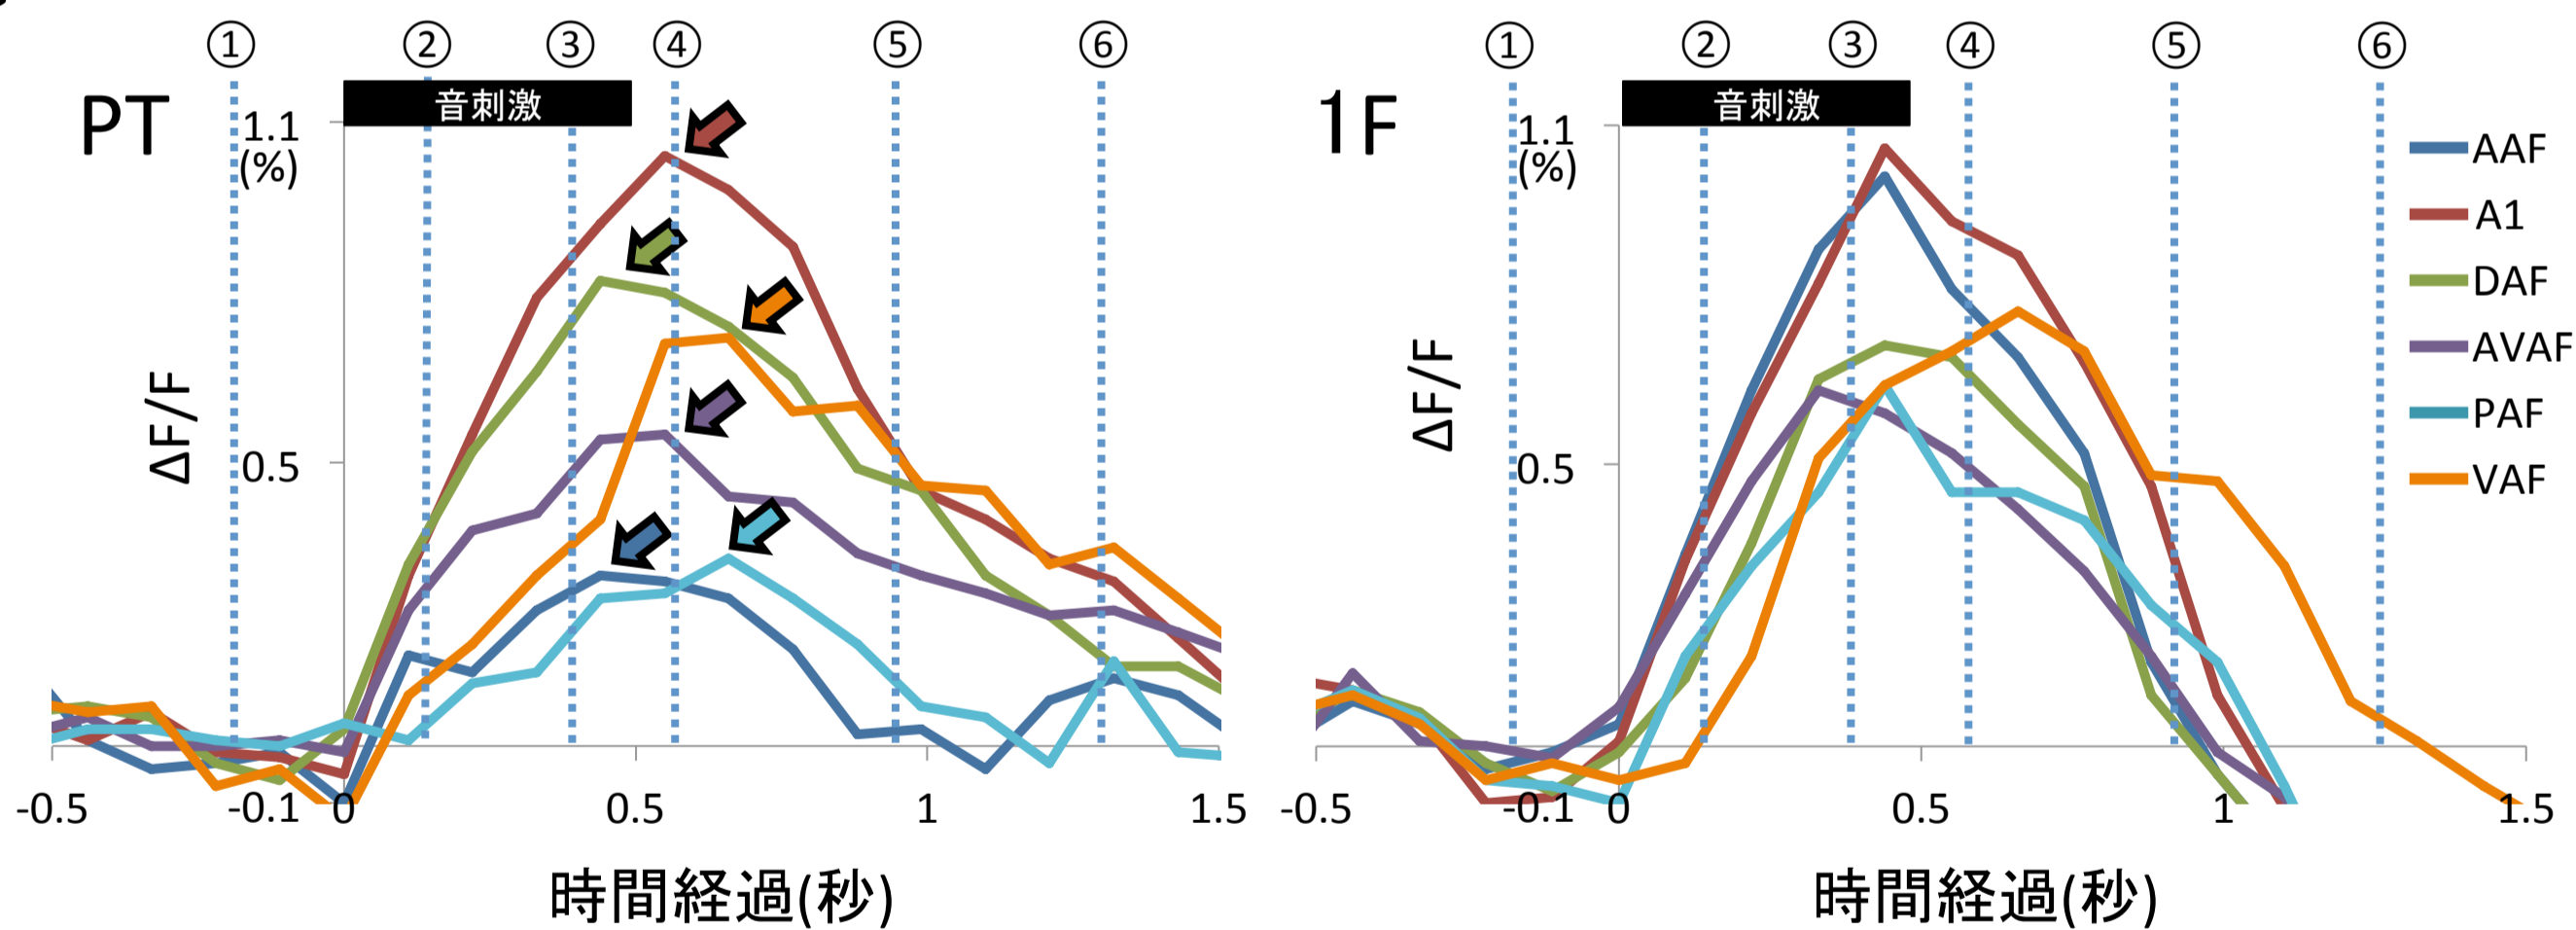 ① ② ③ ④ ⑤ ⑥
PT
音刺激
1.1
(%)
0.5
ΔF/F
-0.5 -0.1 0 0.5 1 1.5
時間経過(秒)
① ② ③ ④ ⑤ ⑥
1F
音刺激
1.1
(%)
0.5
ΔF/F
-0.5 -0.1 0 0.5 1 1.5
時間経過(秒)
AAF
A1
DAF
AVAF
PAF
VAF